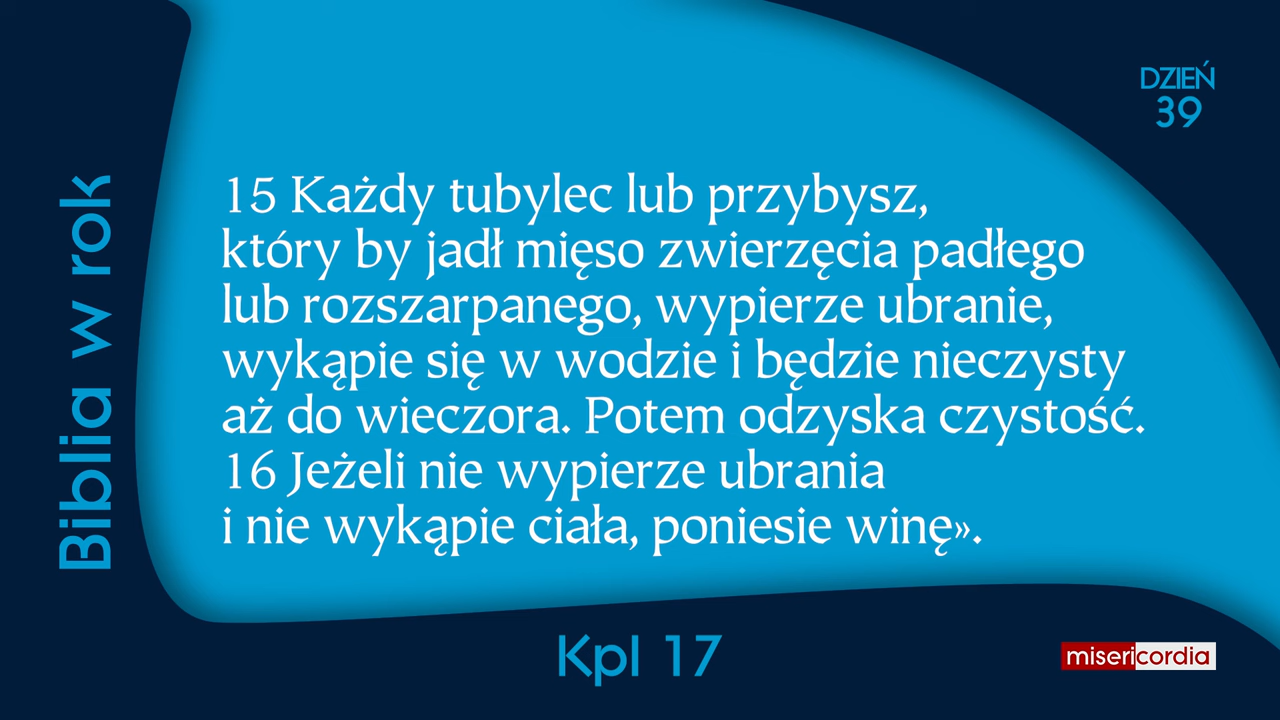 DZIEŃ
39
Biblia w rok
15 Każdy tubylec lub przybysz,
który by jadł mięso zwierzęcia padłego
lub rozszarpanego, wypierze ubranie,
wykąpie się w wodzie i będzie nieczysty
aż do wieczora. Potem odzyska czystość.
16 Jeżeli nie wypierze ubrania
i nie wykąpie ciała, poniesie winę».
Kpl 17
misericordia